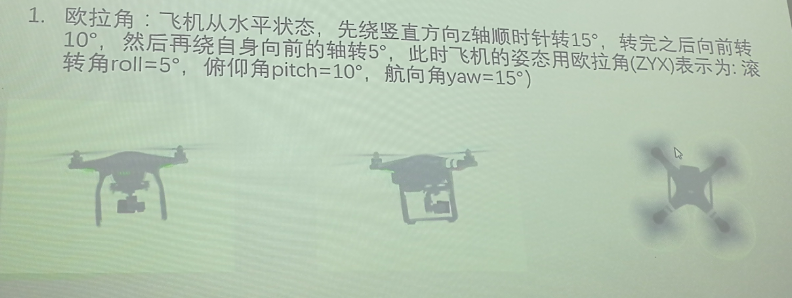 1. 欧拉角：飞机从水平状态，先绕竖直方向z轴顺时针转15°，转完之后向前转
10°，然后再绕自身向前的轴转5°，此时飞机的姿态用欧拉角(ZYX)表示为: 滚
转角roll=5°，俯仰角pitch=10°，航向角yaw=15°)